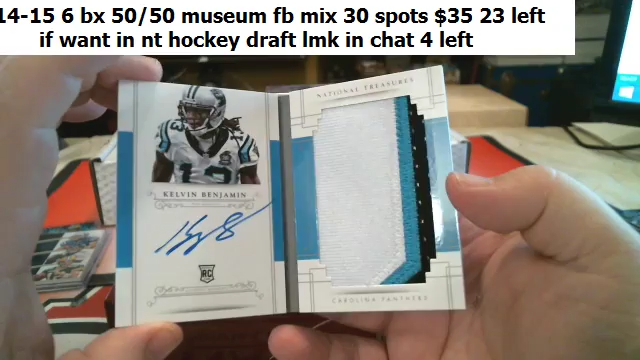 14-15 6 bx 50/50 museum fb mix 30 spots $35 23 left
if want in nt hockey draft lmk in chat 4 left
NATIONAL TREASURES
13
KELVIN BENJAMIN
RC
CAROLINA PANTHERS